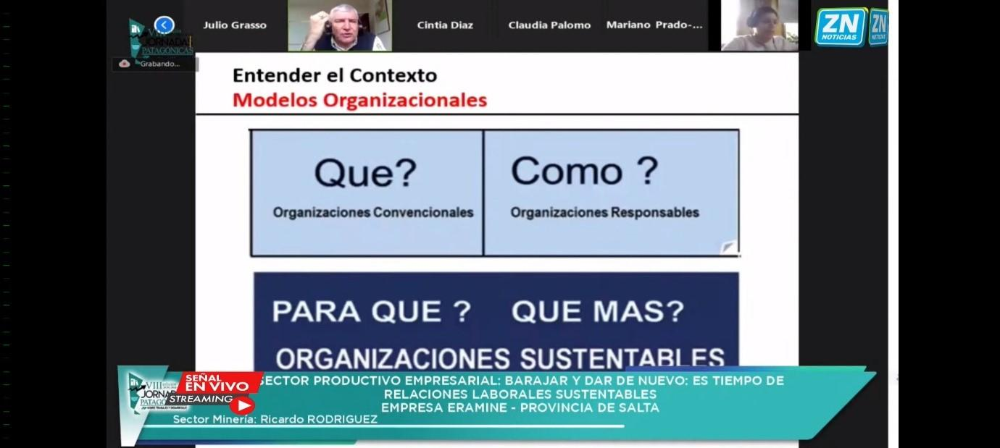 VIII
JORNADAS
PATAGÓNICAS
Grabando...
Julio Grasso
Cintia Diaz
Claudia Palomo
Mariano Prado-...
ZN
NOTICIAS
ZN
NOTICIAS
Entender el Contexto
Modelos Organizacionales
Que?
Organizaciones Convencionales
Como ?
Organizaciones Responsables
PARA QUE ? QUE MAS?
ORGANIZACIONES SUSTENTABLES
VIII
JORNA
PATAGÓ
SEÑAL
EN VIVO
STREAMING
SECTOR PRODUCTIVO EMPRESARIAL: BARAJAR Y DAR DE NUEVO: ES TIEMPO DE
RELACIONES LABORALES SUSTENTABLES
EMPRESA ERAMINE - PROVINCIA DE SALTA
Sector Minería: Ricardo RODRIGUEZ